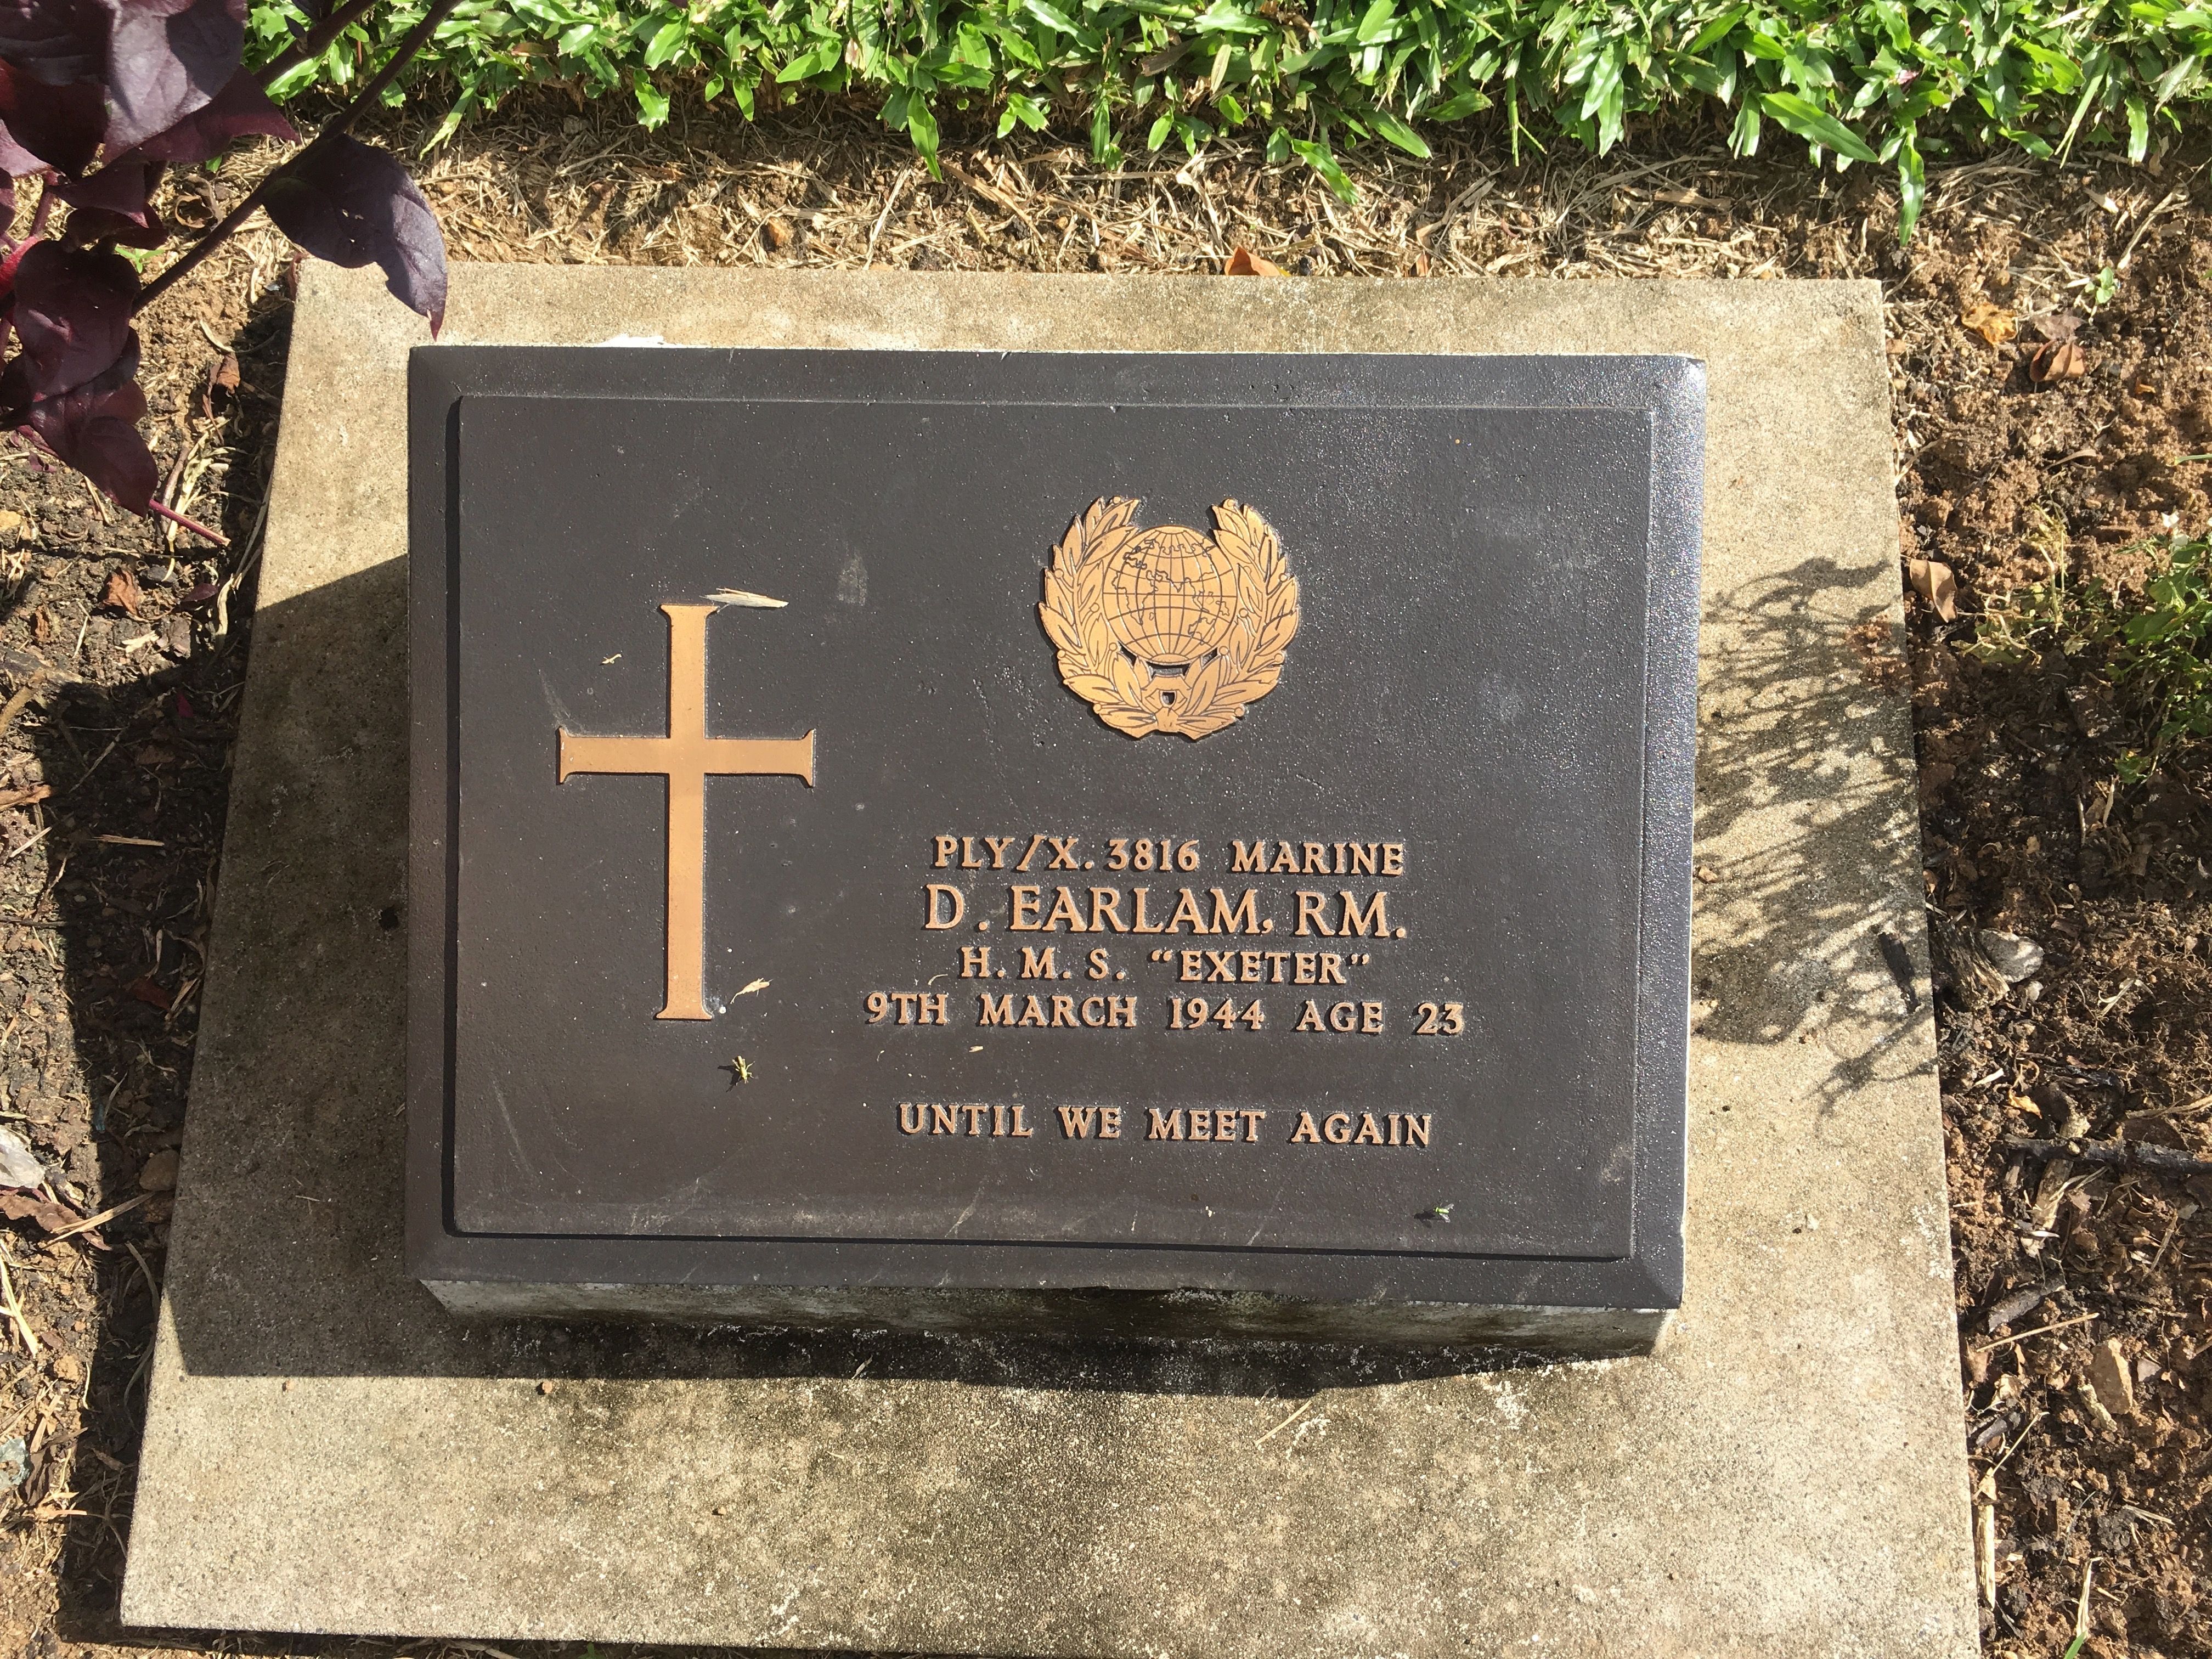 PLY/X. 3816 MARINE
D. EARLAM, RM.
H. M. S. "EXETER"
9TH MARCH 1944 AGE 23
UNTIL WE MEET AGAIN